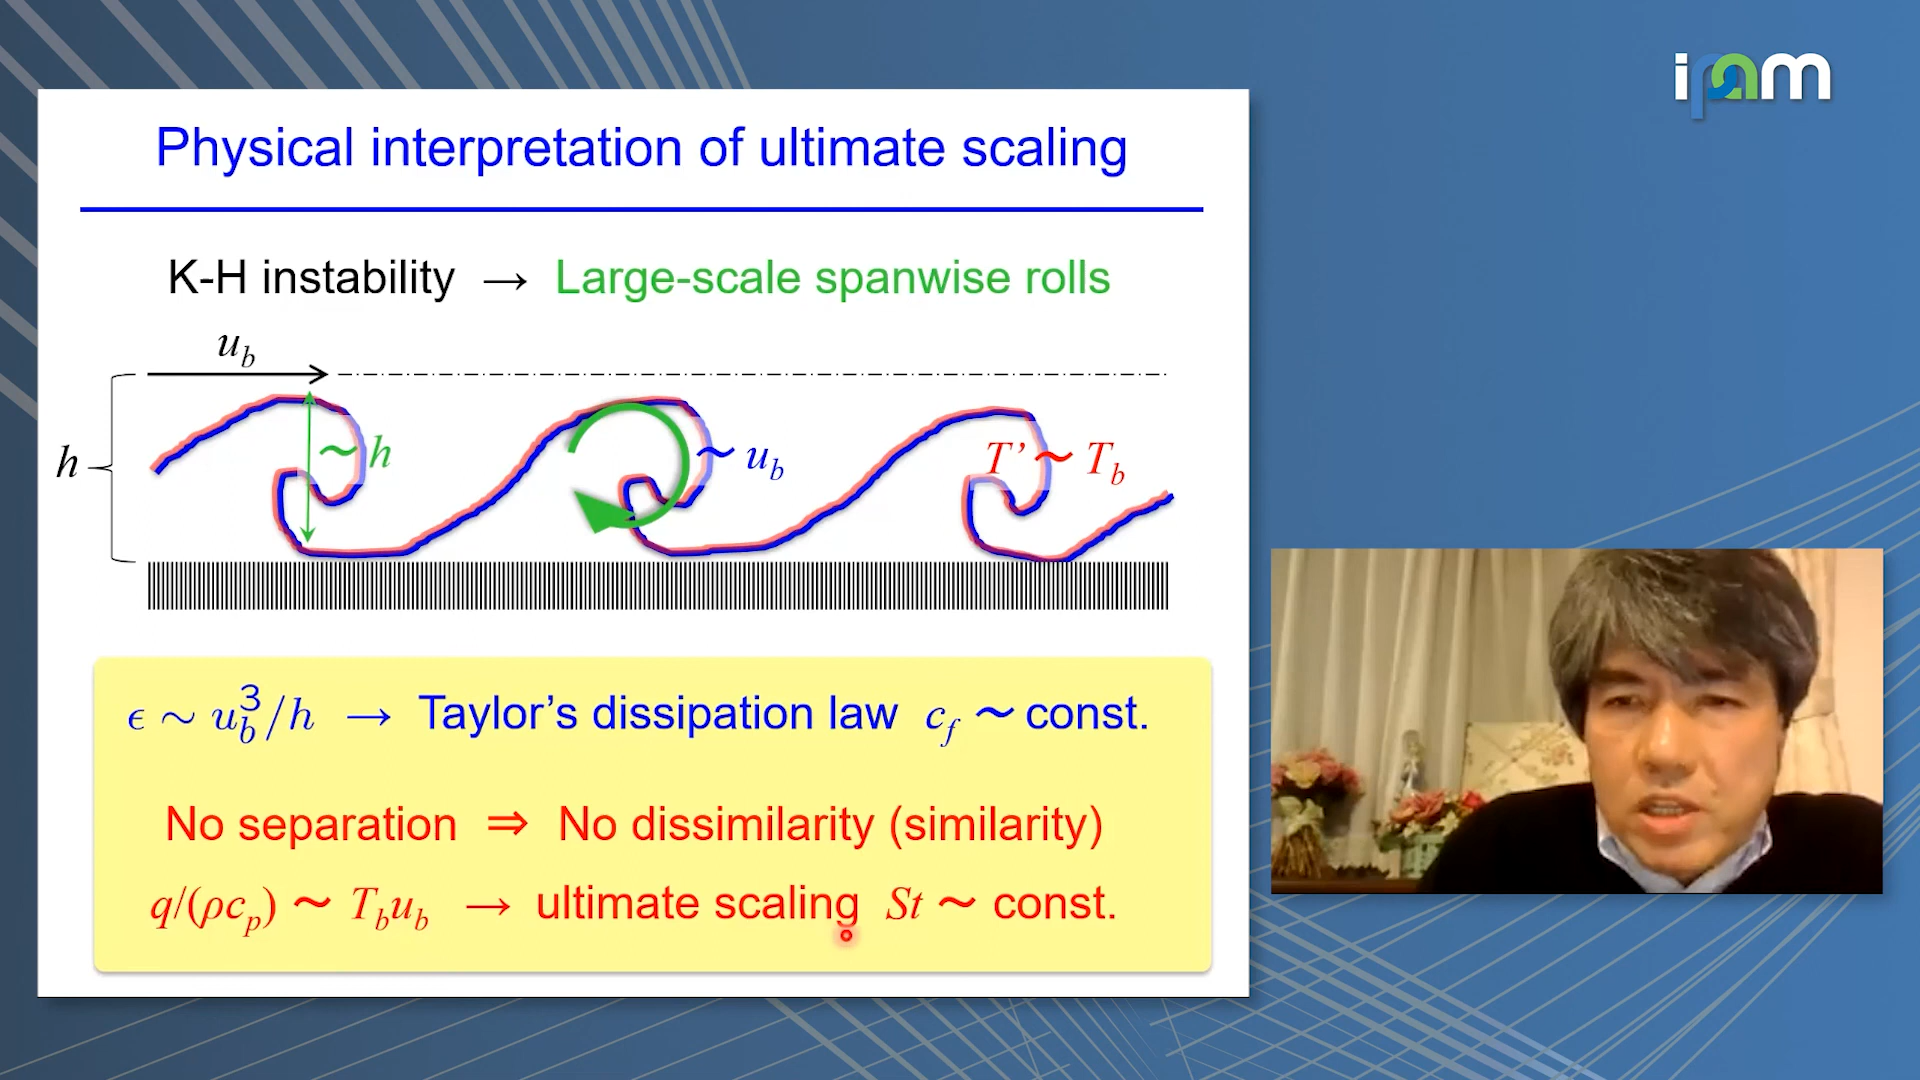 ipam
Physical interpretation of ultimate scaling
K-H instability → Large-scale spanwise rolls
u_b
h
~ h
~ u_b
T' ~ T_b
ϵ ~ u_b^3/h → Taylor's dissipation law c_f ~ const.
No separation ⇒ No dissimilarity (similarity)
q/(ρc_p) ~ T_b u_b → ultimate scaling St ~ const.